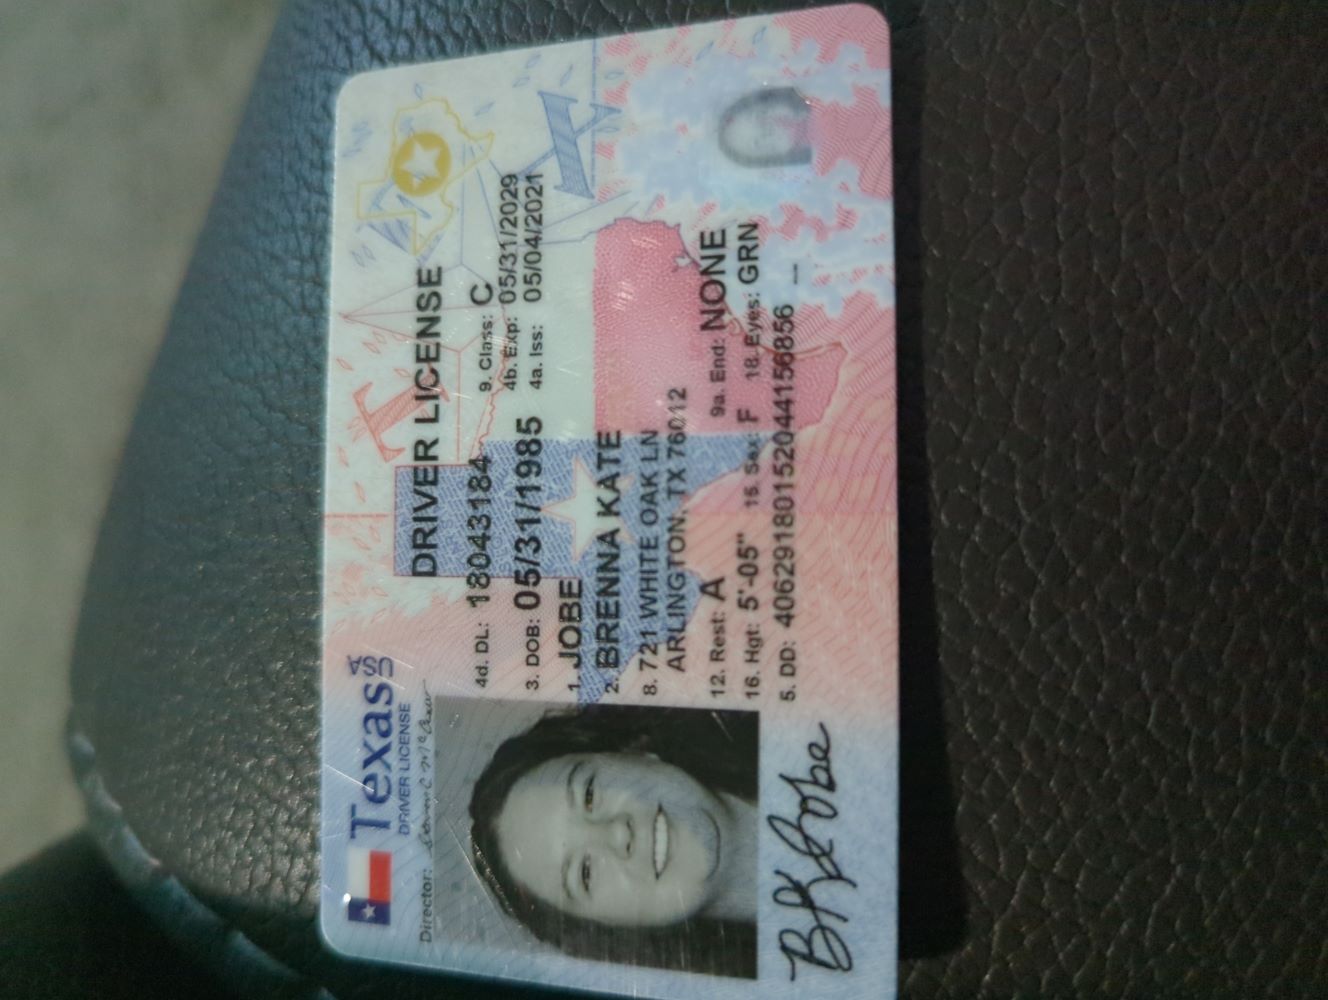 Texas USA
DRIVER LICENSE
Director:
DRIVER LICENSE
4d. DL: 18043184 9. Class: C
4b. Exp: 05/31/2029
3. DOB: 05/31/1985 4a. Iss: 05/04/2021
1. JOBE
2. BRENNA KATE
8. 721 WHITE OAK LN
ARLINGTON, TX 76012
12. Rest: A 9a. End: NONE
16. Hgt: 5'-05" 15. Sex: F 18. Eyes: GRN
5. DD: 40629180152044156856
BKJobe